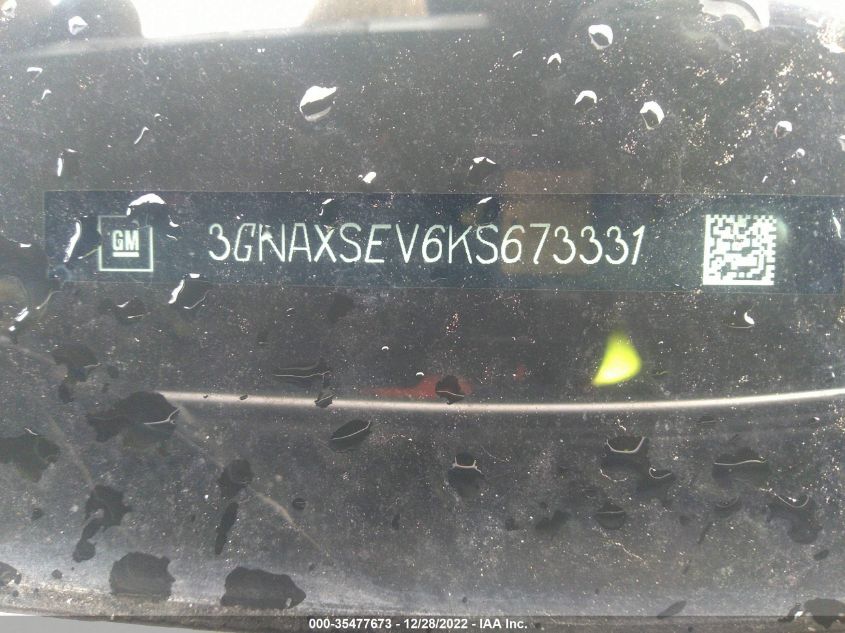 GM 3GNAXSEV6KS673331
000-35477673 - 12/28/2022 - IAA Inc.